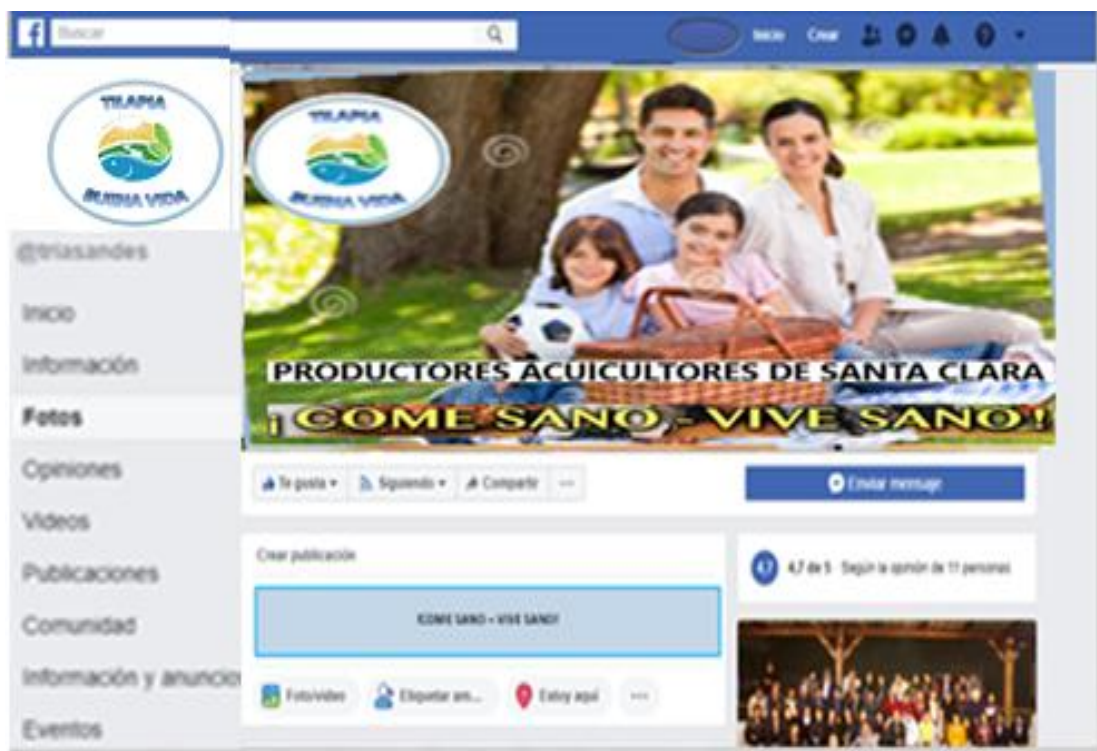 Buscar
Inicio Crear
TILAPIA
BUENA VIDA
TILAPIA
BUENA VIDA
@triasandes
Inicio
Información
Fotos
Opiniones
Videos
Publicaciones
Comunidad
Información y anuncios
Eventos
PRODUCTORES ACUICULTORES DE SANTA CLARA
¡ COME SANO - VIVE SANO !
Te gusta Siguiendo Compartir ...
Enviar mensaje
Crear publicación
¡COME SANO – VIVE SANO!
Foto/video Etiquetar am... Estoy aquí ...
4,7 4,7 de 5 · Según la opinión de 11 personas